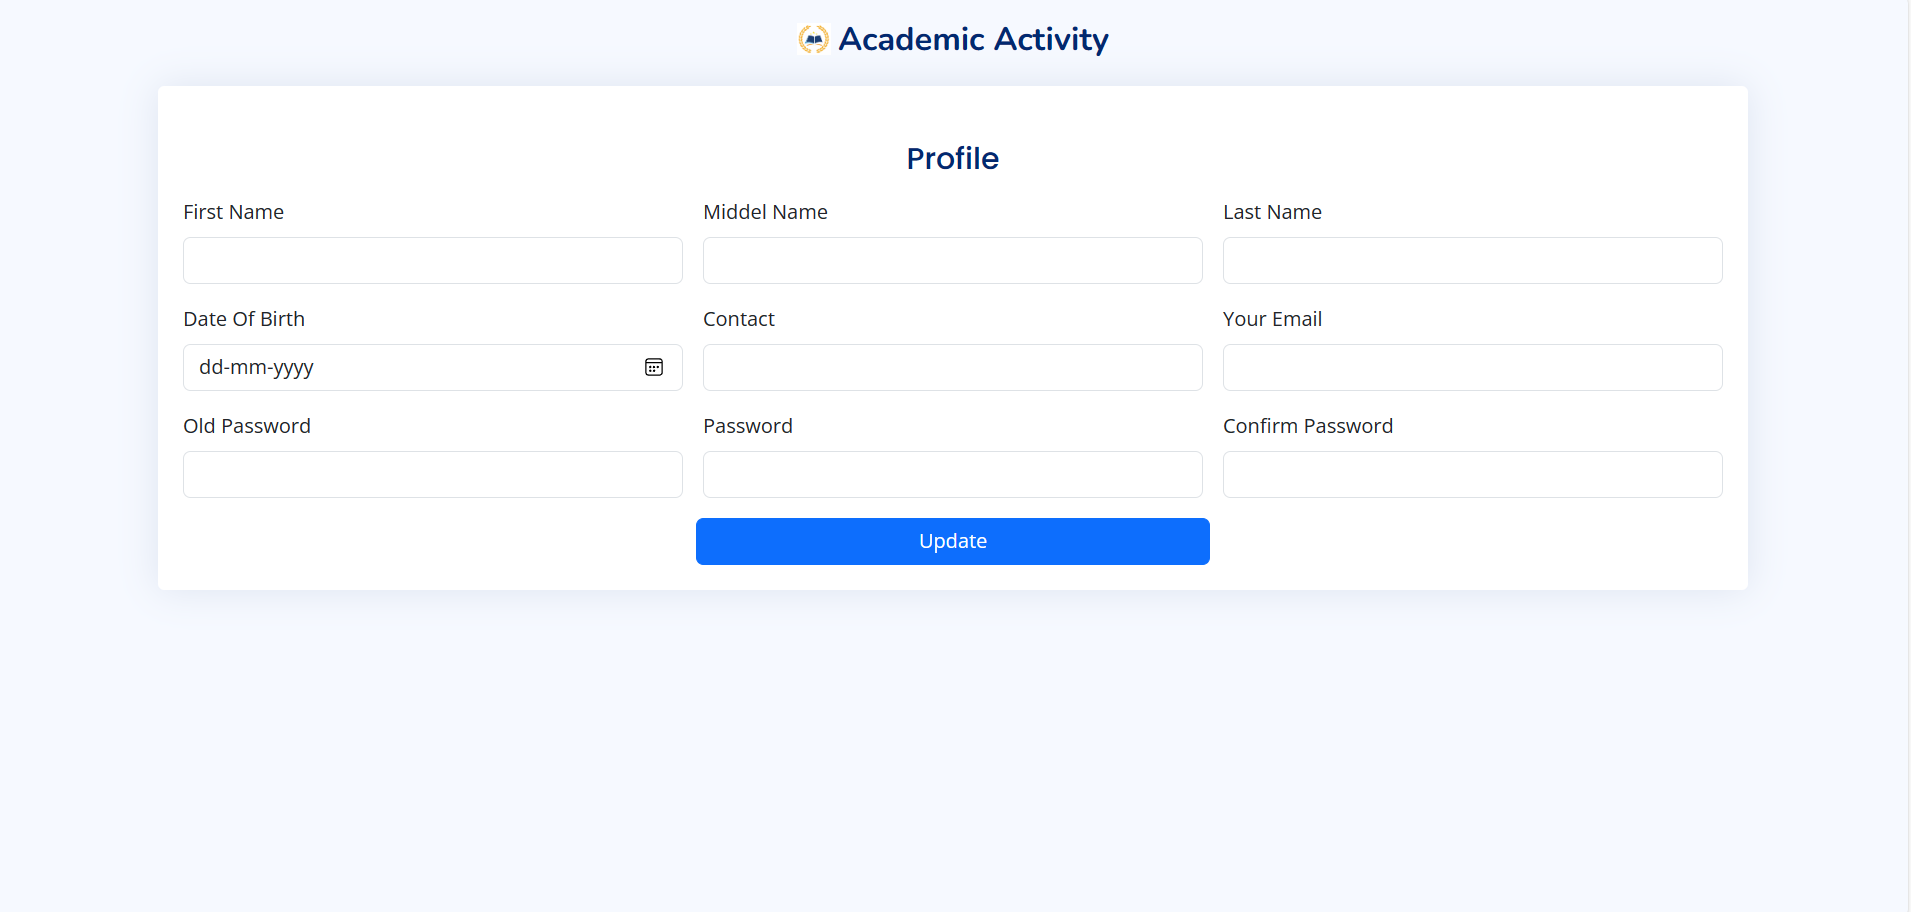 Academic Activity
Profile
First Name
Middel Name
Last Name
Date Of Birth
Contact
Your Email
dd-mm-yyyy
Old Password
Password
Confirm Password
Update